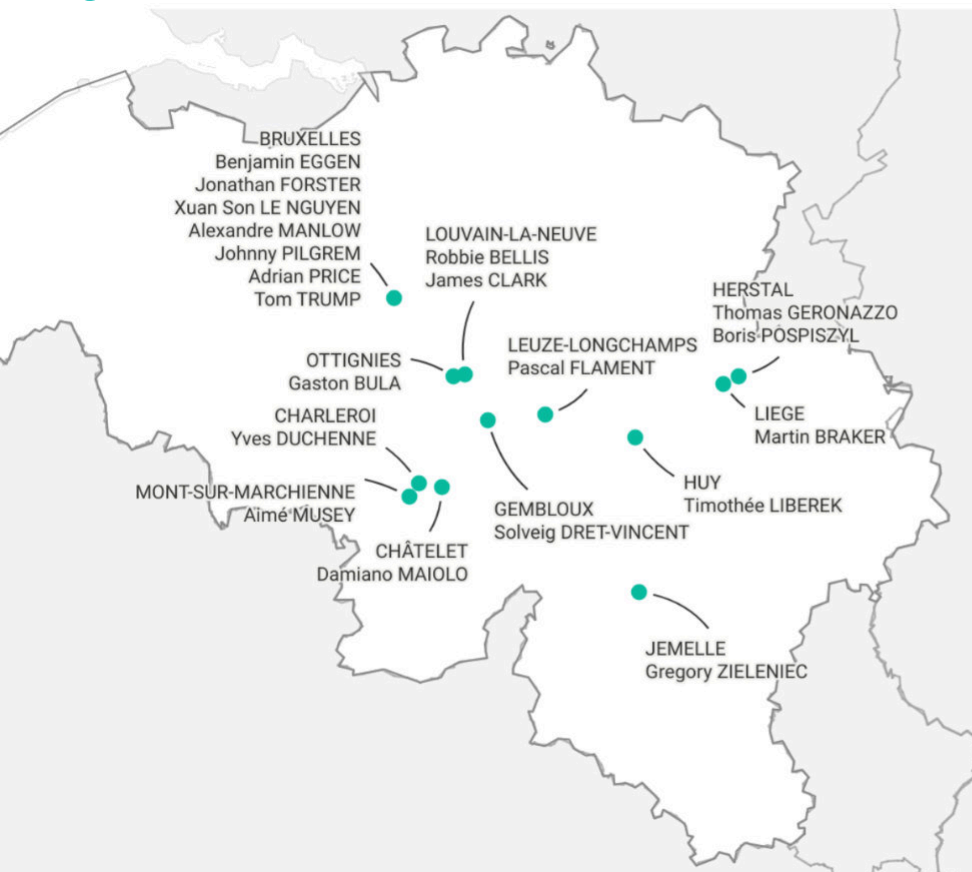 BRUXELLES
Benjamin EGGEN
Jonathan FORSTER
Xuan Son LE NGUYEN
Alexandre MANLOW
Johnny PILGREM
Adrian PRICE
Tom TRUMP
LOUVAIN-LA-NEUVE
Robbie BELLIS
James CLARK
HERSTAL
Thomas GERONAZZO
Boris POSPISZYL
OTTIGNIES
Gaston BULA
LEUZE-LONGCHAMPS
Pascal FLAMENT
CHARLEROI
Yves DUCHENNE
LIEGE
Martin BRAKER
MONT-SUR-MARCHIENNE
Aimé MUSEY
HUY
Timothée LIBEREK
GEMBLOUX
Solveig DRET-VINCENT
CHÂTELET
Damiano MAIOLO
JEMELLE
Gregory ZIELENIEC